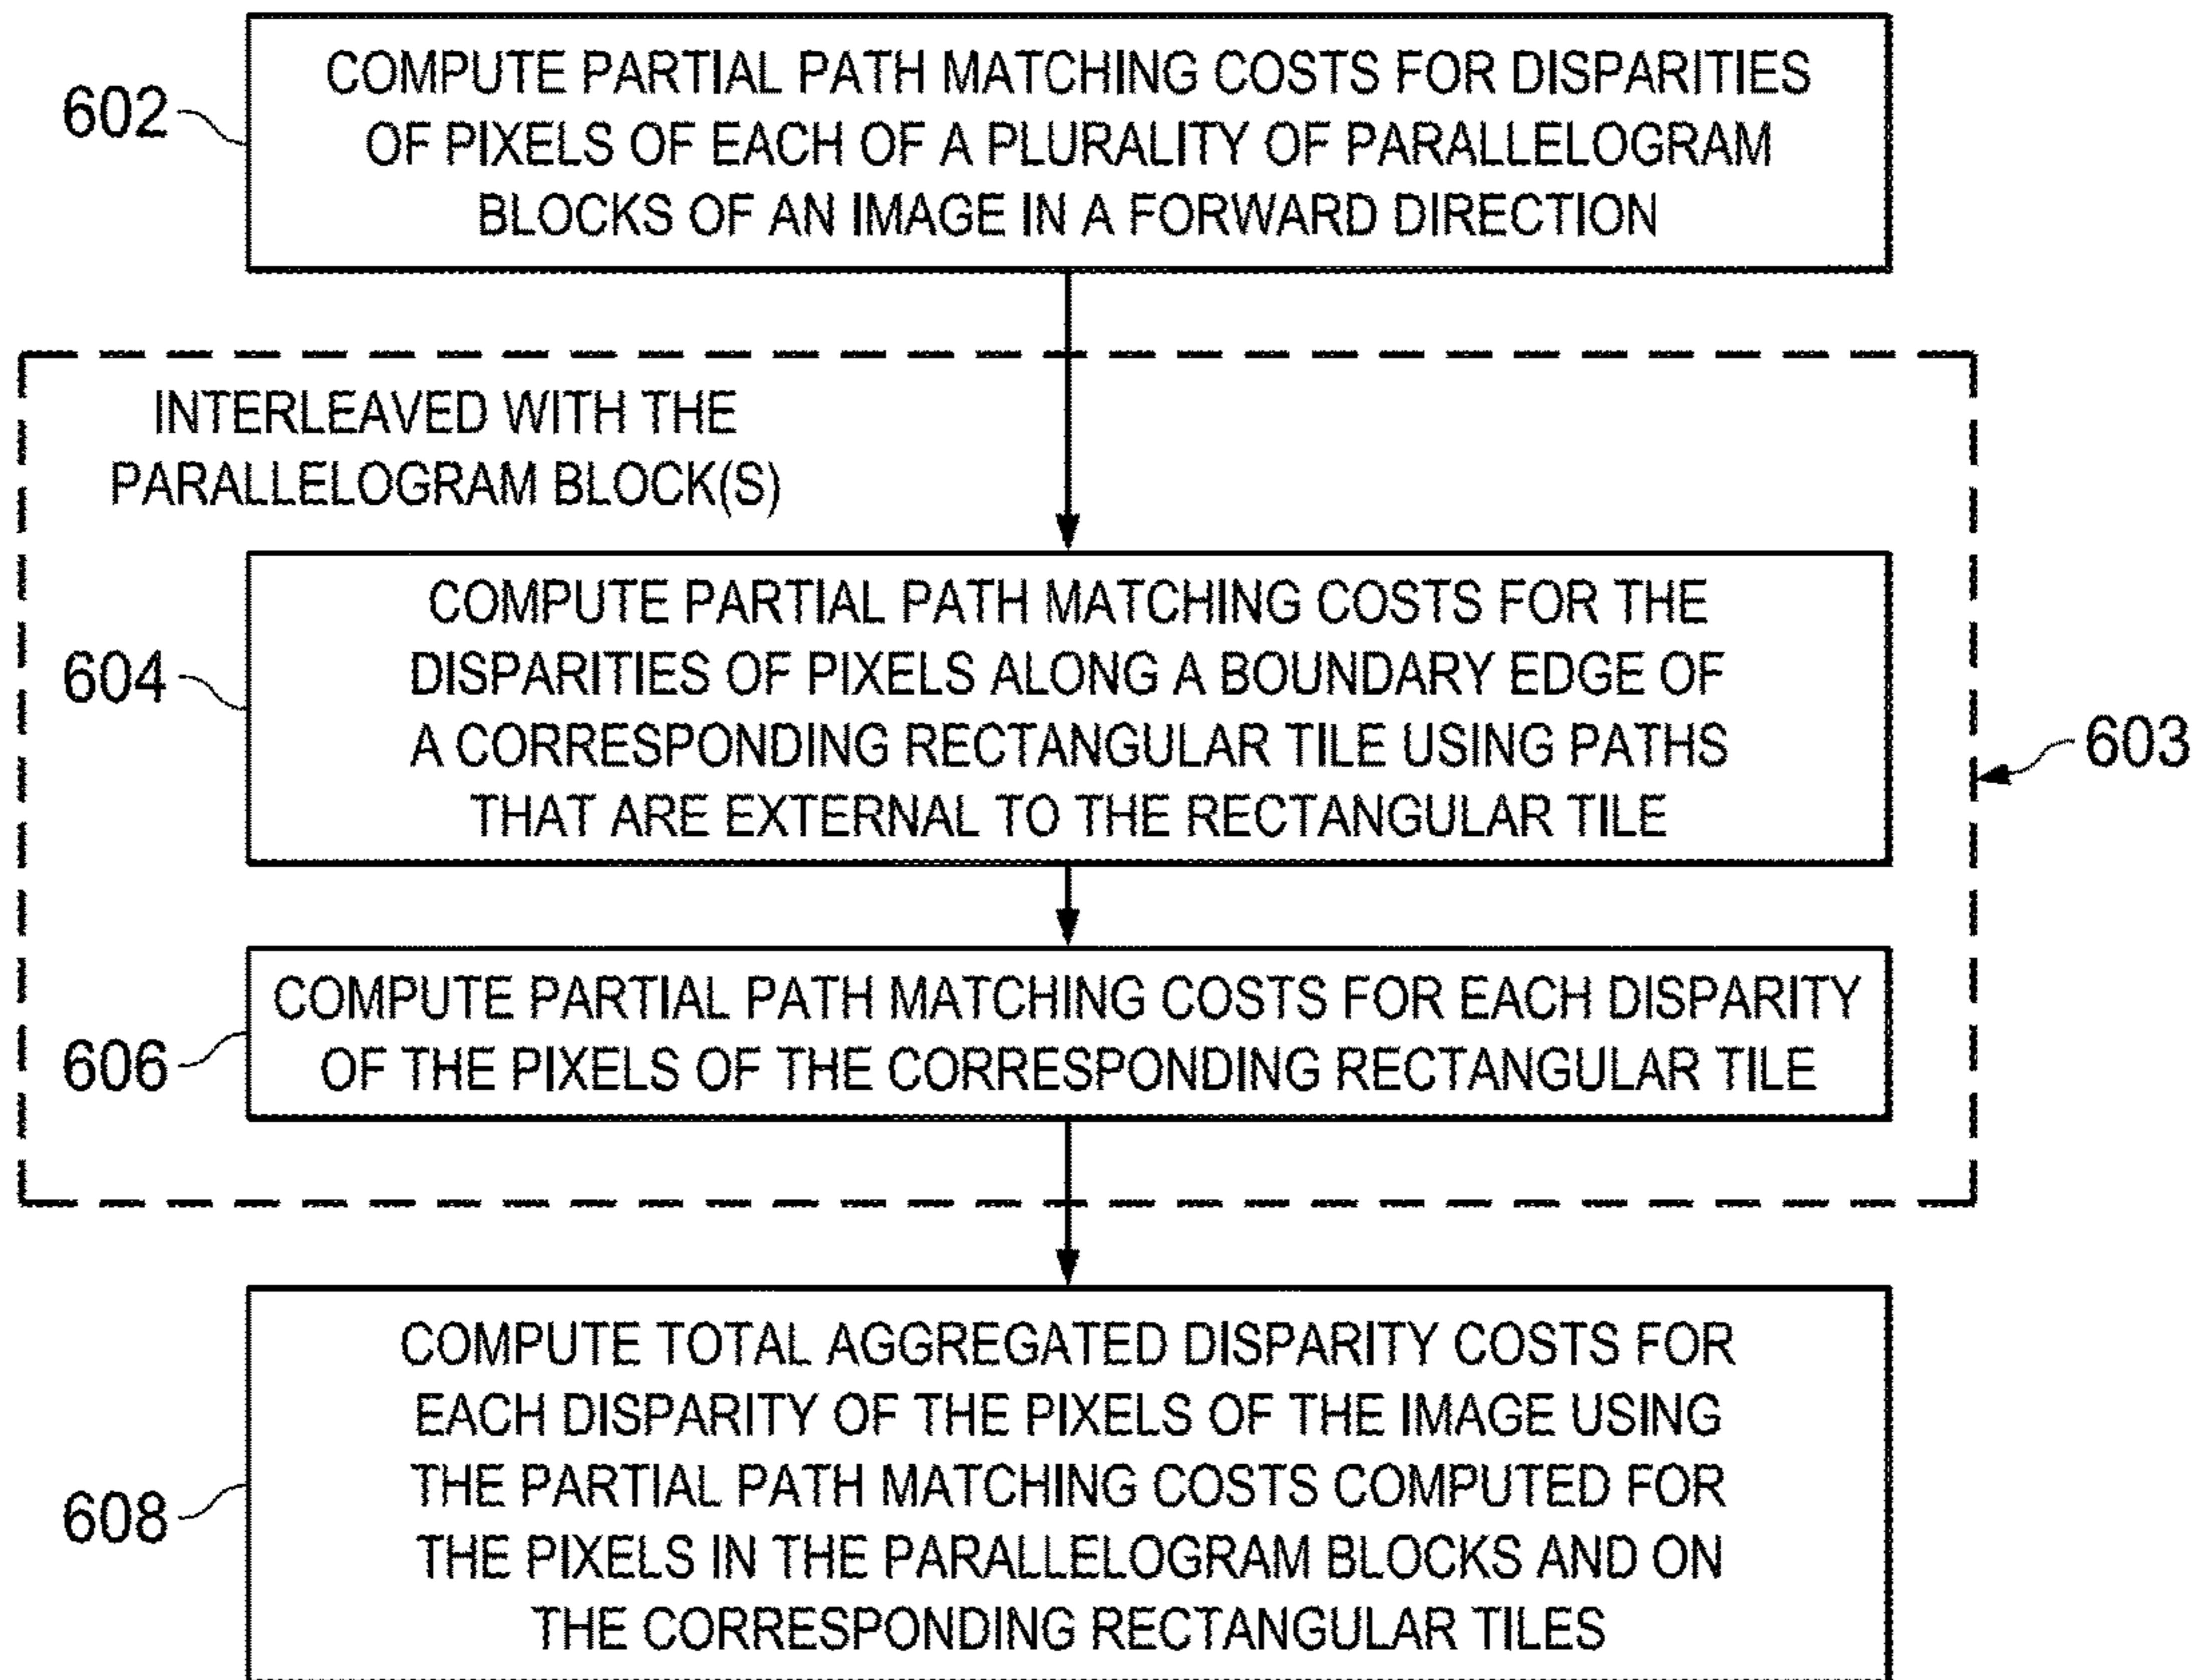 602
COMPUTE PARTIAL PATH MATCHING COSTS FOR DISPARITIES
OF PIXELS OF EACH OF A PLURALITY OF PARALLELOGRAM
BLOCKS OF AN IMAGE IN A FORWARD DIRECTION
INTERLEAVED WITH THE
PARALLELOGRAM BLOCK(S)
603
604
COMPUTE PARTIAL PATH MATCHING COSTS FOR THE
DISPARITIES OF PIXELS ALONG A BOUNDARY EDGE OF
A CORRESPONDING RECTANGULAR TILE USING PATHS
THAT ARE EXTERNAL TO THE RECTANGULAR TILE
606
COMPUTE PARTIAL PATH MATCHING COSTS FOR EACH DISPARITY
OF THE PIXELS OF THE CORRESPONDING RECTANGULAR TILE
608
COMPUTE TOTAL AGGREGATED DISPARITY COSTS FOR
EACH DISPARITY OF THE PIXELS OF THE IMAGE USING
THE PARTIAL PATH MATCHING COSTS COMPUTED FOR
THE PIXELS IN THE PARALLELOGRAM BLOCKS AND ON
THE CORRESPONDING RECTANGULAR TILES